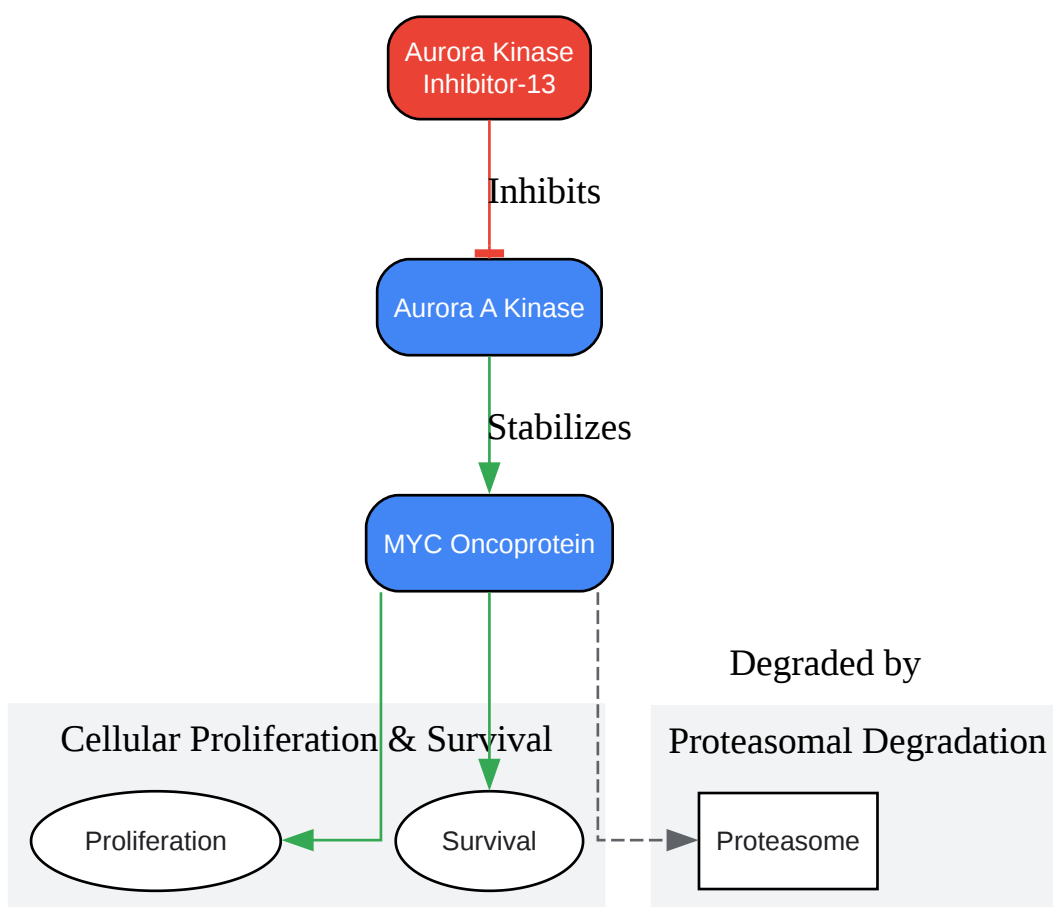 Aurora Kinase
Inhibitor-13
Inhibits
Aurora A Kinase
Stabilizes
MYC Oncoprotein
Degraded by
Cellular Proliferation & Survival
Proteasomal Degradation
Proliferation
Survival
Proteasome